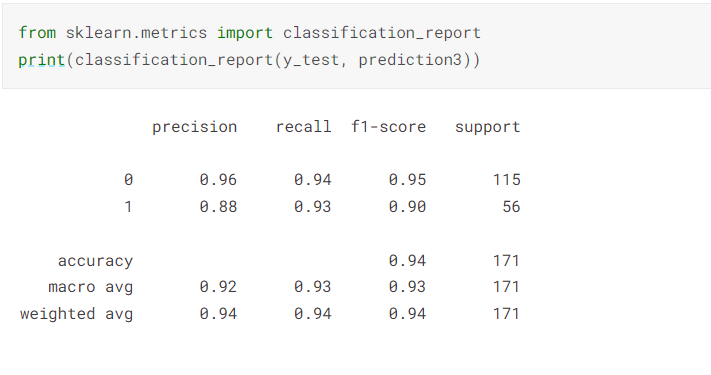 from sklearn.metrics import classification_report
print(classification_report(y_test, prediction3))
precision recall f1-score support
0 0.96 0.94 0.95 115
1 0.88 0.93 0.90 56
accuracy 0.94 171
macro avg 0.92 0.93 0.93 171
weighted avg 0.94 0.94 0.94 171